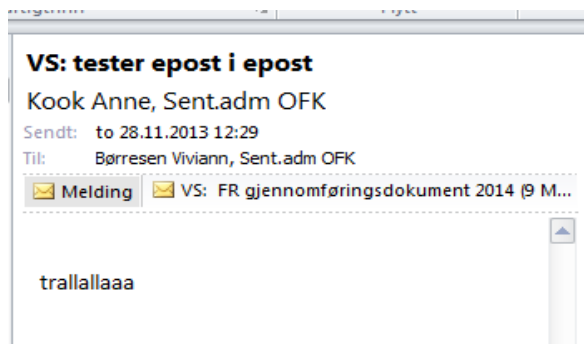 VS: tester epost i epost
Kook Anne, Sent.adm OFK
Sendt: to 28.11.2013 12:29
Til: Børresen Viviann, Sent.adm OFK
Melding VS: FR gjennomføringsdokument 2014 (9 M...
trallallaaa